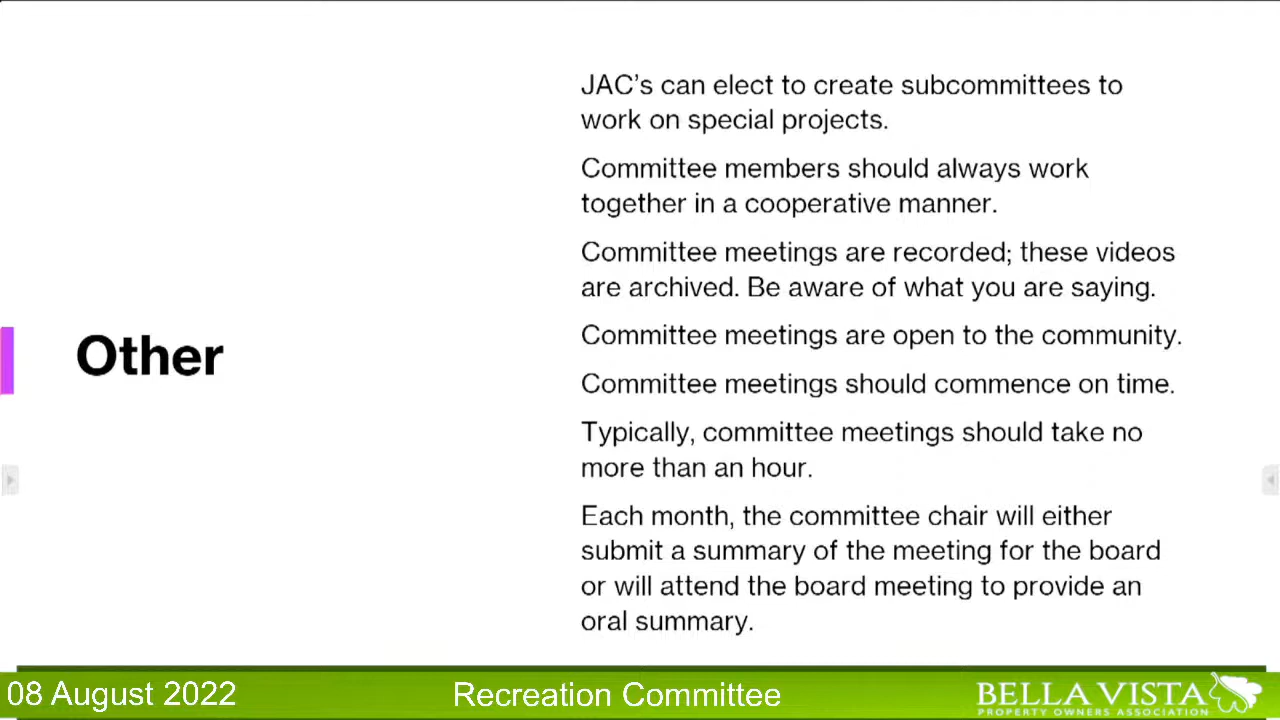 JAC's can elect to create subcommittees to
work on special projects.
Committee members should always work
together in a cooperative manner.
Committee meetings are recorded; these videos
are archived. Be aware of what you are saying.
Committee meetings are open to the community.
Other
Committee meetings should commence on time.
Typically, committee meetings should take no
more than an hour.
Each month, the committee chair will either
submit a summary of the meeting for the board
or will attend the board meeting to provide an
oral summary.
08 August 2022
Recreation Committee
BELLA VISTA
PROPERTY OWNERS ASSOCIATION